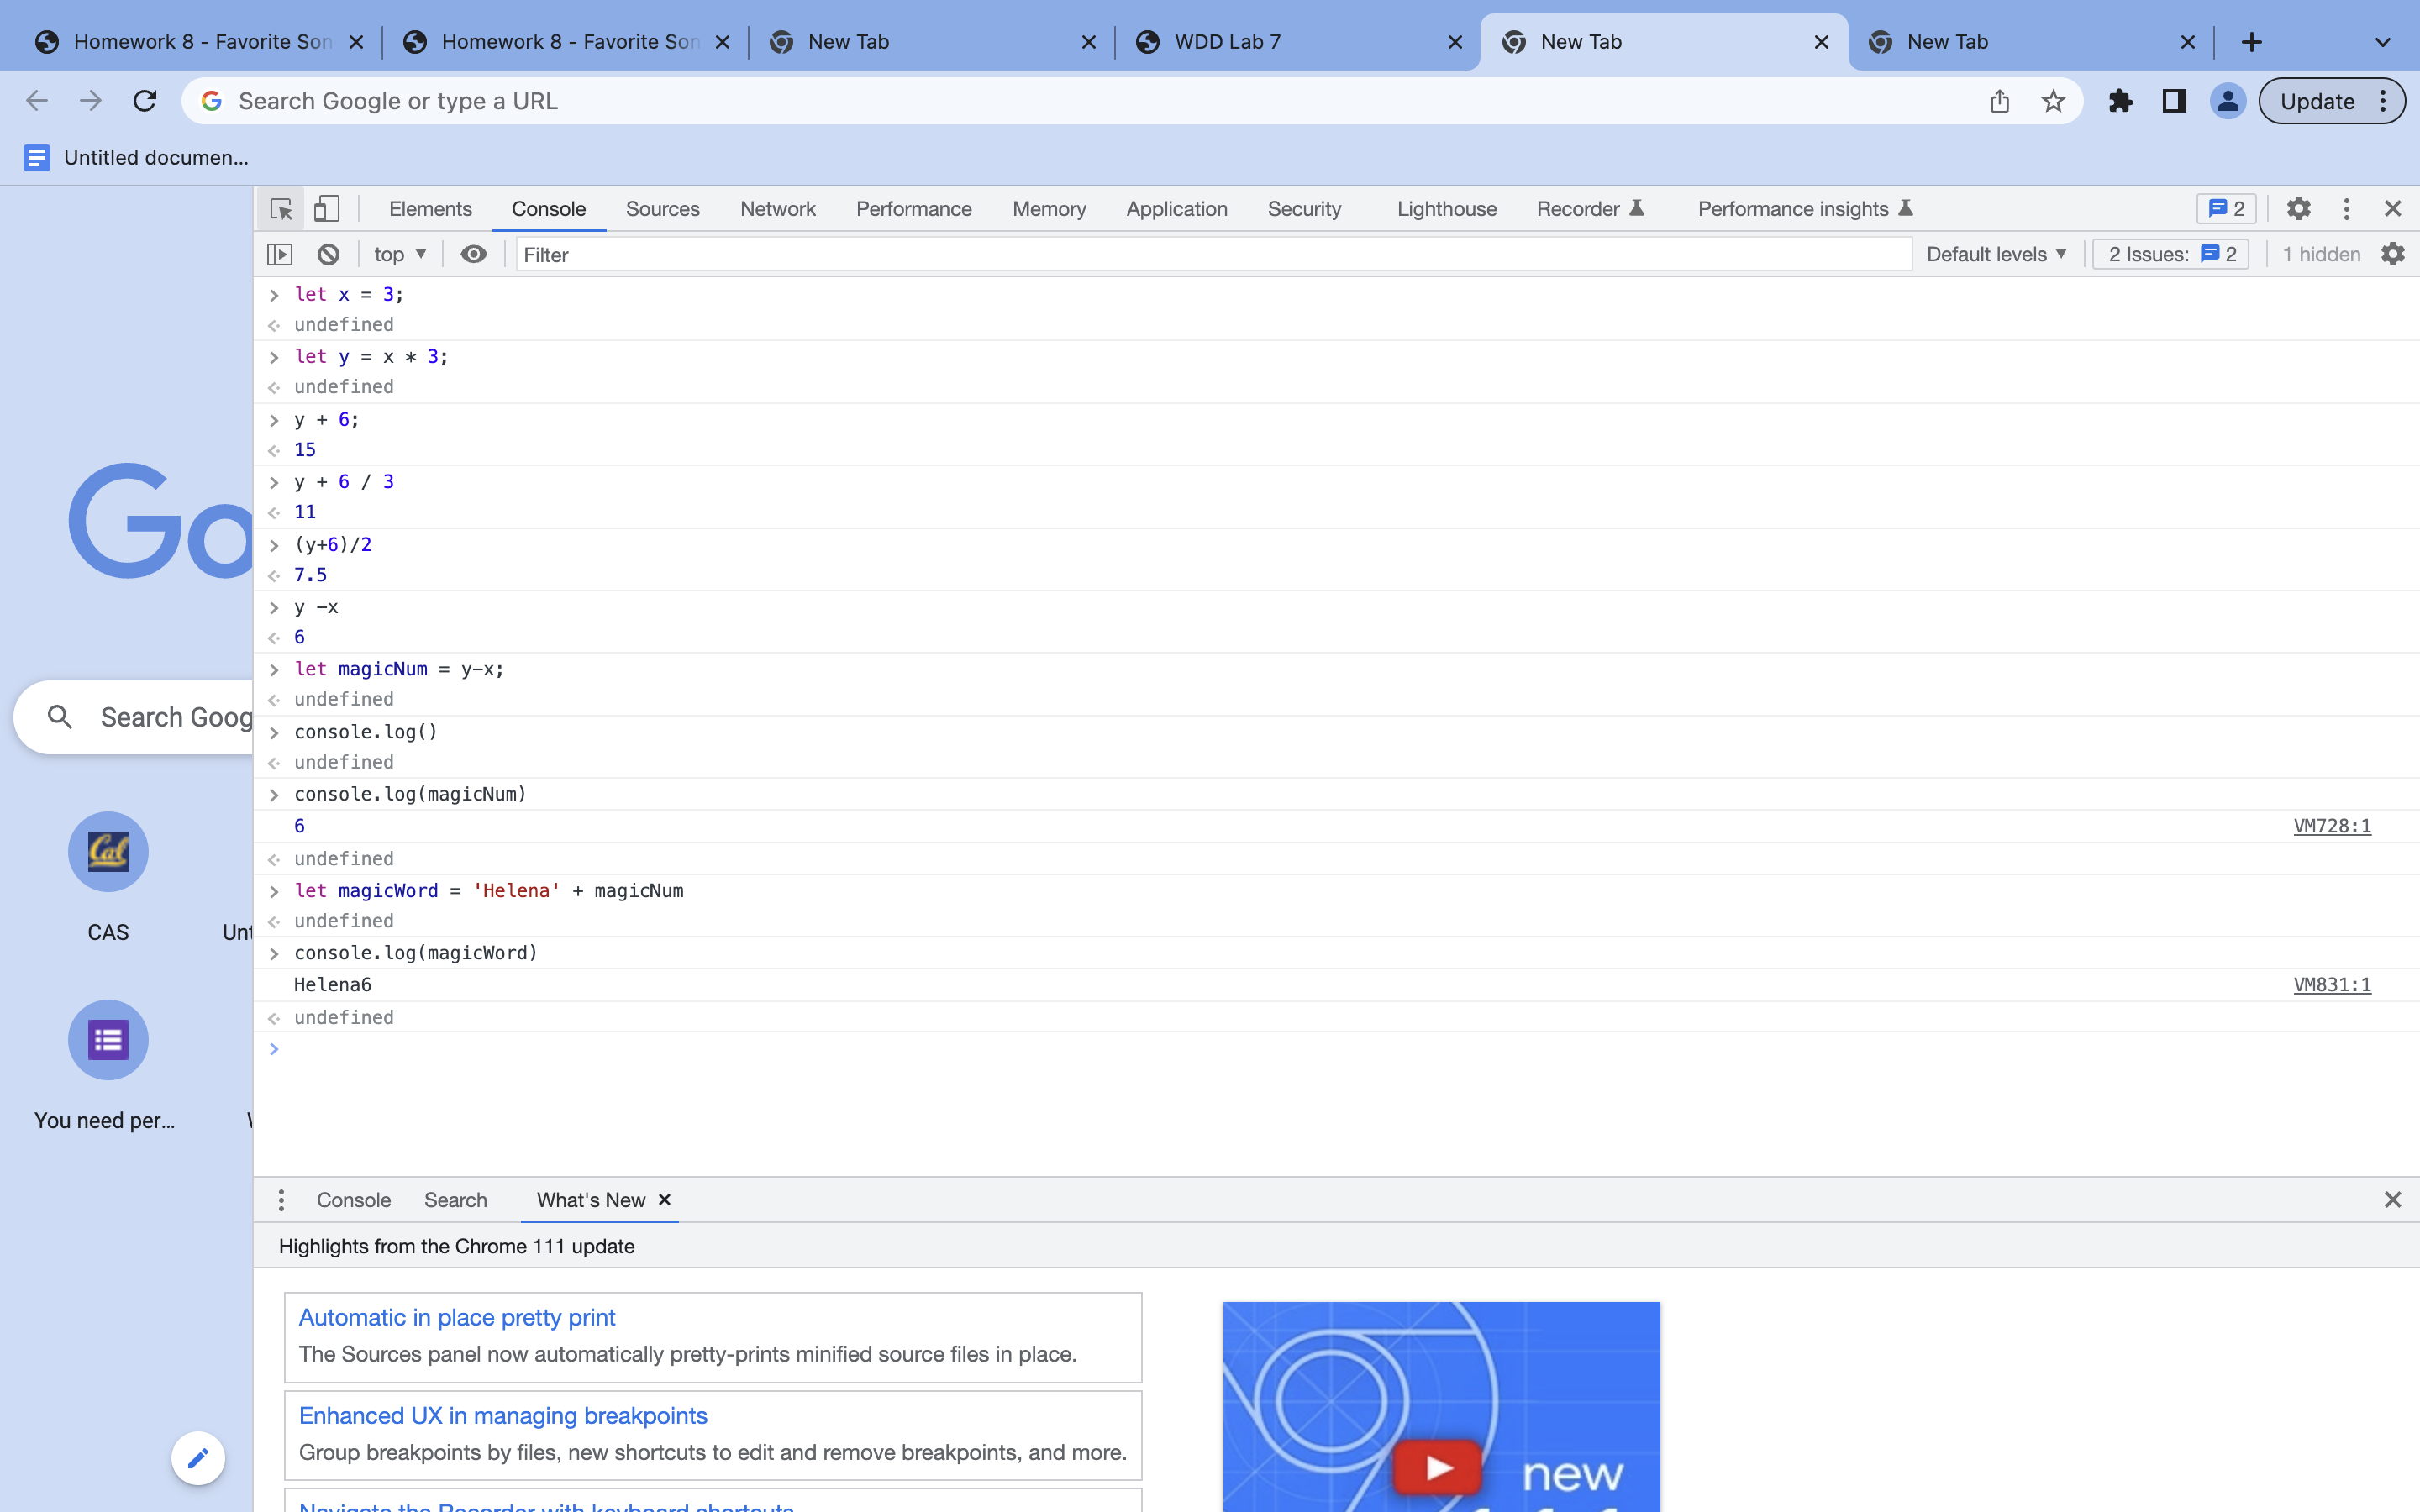 Homework 8 - Favorite Son
Homework 8 - Favorite Son
New Tab
WDD Lab 7
New Tab
New Tab
Search Google or type a URL
Update
Untitled documen...
Elements Console Sources Network Performance Memory Application Security Lighthouse Recorder Performance insights 2
top ▼ Filter Default levels ▼ 2 Issues: 2 1 hidden
> let x = 3;
undefined
> let y = x * 3;
undefined
> y + 6;
15
> y + 6 / 3
11
> (y+6)/2
7.5
> y -x
6
> let magicNum = y-x;
undefined
> console.log()
undefined
> console.log(magicNum)
6 VM728:1
undefined
> let magicWord = 'Helena' + magicNum
undefined
> console.log(magicWord)
Helena6 VM831:1
undefined
>
Go
Search Goog
Cal
CAS
Unt
You need per...
Console Search What's New
Highlights from the Chrome 111 update
Automatic in place pretty print
The Sources panel now automatically pretty-prints minified source files in place.
Enhanced UX in managing breakpoints
Group breakpoints by files, new shortcuts to edit and remove breakpoints, and more.
Navigate the Recorder with keyboard shortcuts
new